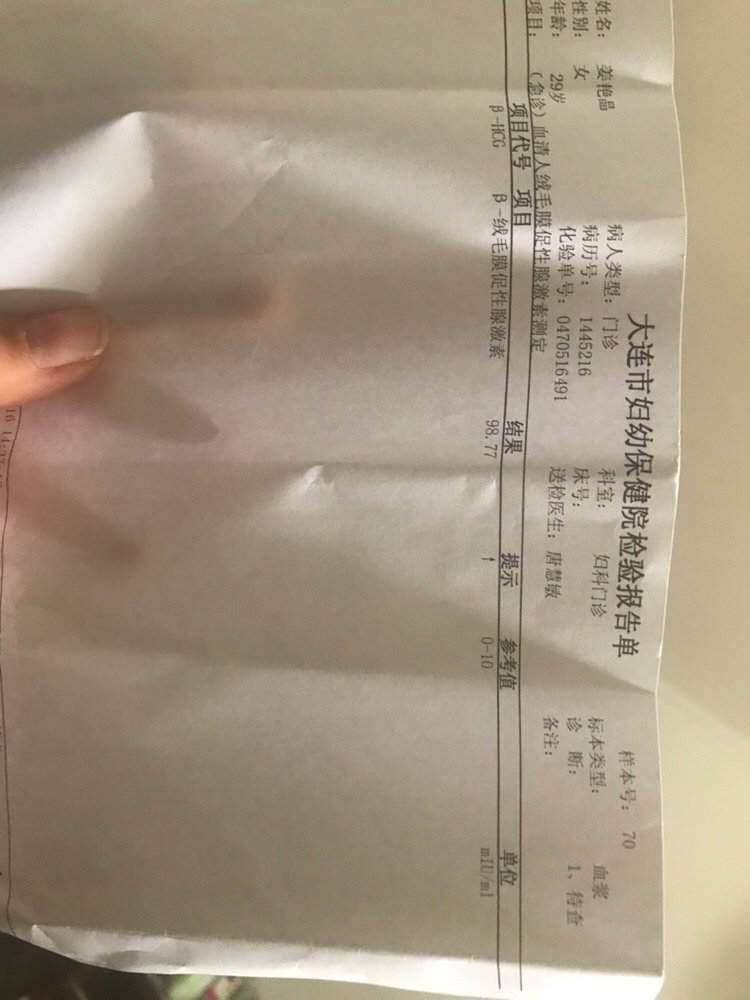 大连市妇幼保健院检验报告单
样本号： 70
姓名： 姜艳晶 病人类型：门诊 科室： 妇科门诊 标本类型： 血浆
性别： 女 病历号： 1445216 床号： 诊 断： 1、待查
年龄： 29岁 化验单号：0470516491 送检医生：唐慧敏 备注：
项目： （急诊）血清人绒毛膜促性腺激素测定
项目代号 项目 结果 提示 参考值 单位
β-HCG β-绒毛膜促性腺激素 98.77 ↑ 0-10 mIU/ml